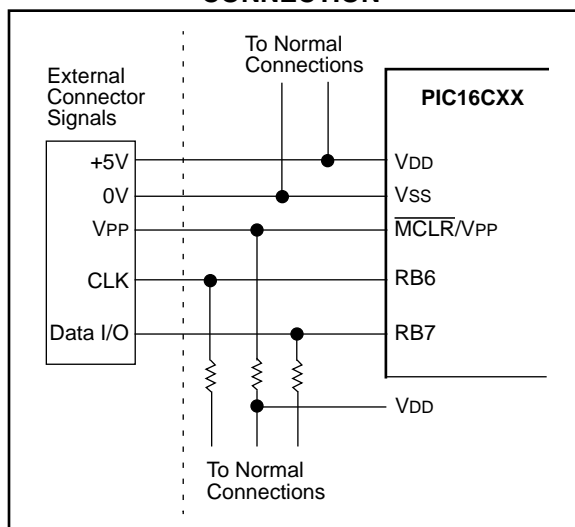 CONNECTION
To Normal
Connections
External
Connector
Signals
PIC16CXX
+5V
VDD
0V
VSS
VPP
MCLR/VPP
CLK
RB6
Data I/O
RB7
VDD
To Normal
Connections